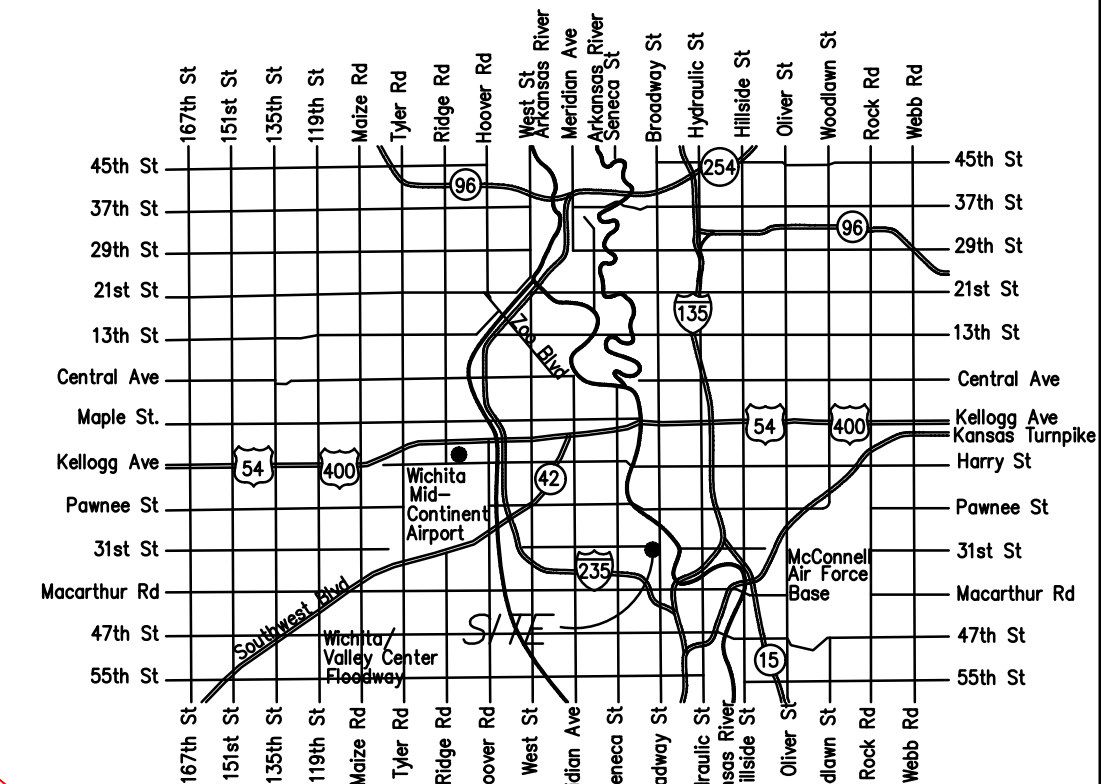 167th St
151st St
135th St
119th St
Maize Rd
Tyler Rd
Ridge Rd
Hoover Rd
West St
Arkansas River
Meridian Ave
Arkansas River
Seneca St
Broadway St
Hydraulic St
Hillside St
Oliver St
Woodlawn St
Rock Rd
Webb Rd
45th St
37th St
29th St
21st St
13th St
Central Ave
Maple St.
Kellogg Ave
Pawnee St
31st St
Macarthur Rd
47th St
55th St
96
254
96
135
Zoo Blvd
54
400
54
400
42
Wichita
Mid-
Continent
Airport
235
McConnell
Air Force
Base
Southwest Blvd
SITE
Wichita/
Valley Center
Floodway
15
45th St
37th St
29th St
21st St
13th St
Central Ave
Kellogg Ave
Kansas Turnpike
Harry St
Pawnee St
31st St
Macarthur Rd
47th St
55th St
167th St
151st St
135th St
119th St
Maize Rd
Tyler Rd
Ridge Rd
oover Rd
West St
dian Ave
eneca St
adway St
draulic St
nsas River
illside St
Oliver St
dlawn St
Rock Rd
Webb Rd